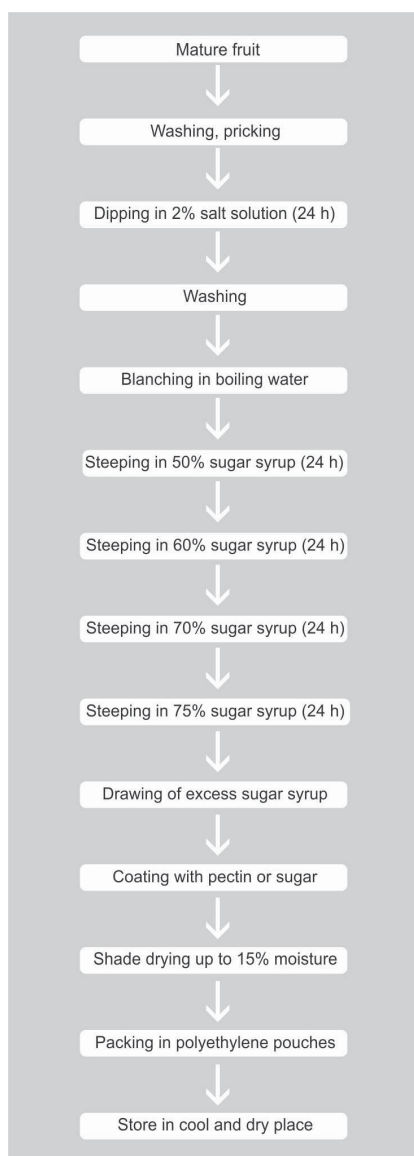 Mature fruit
Washing, pricking
Dipping in 2% salt solution (24 h)
Washing
Blanching in boiling water
Steeping in 50% sugar syrup (24 h)
Steeping in 60% sugar syrup (24 h)
Steeping in 70% sugar syrup (24 h)
Steeping in 75% sugar syrup (24 h)
Drawing of excess sugar syrup
Coating with pectin or sugar
Shade drying up to 15% moisture
Packing in polyethylene pouches
Store in cool and dry place